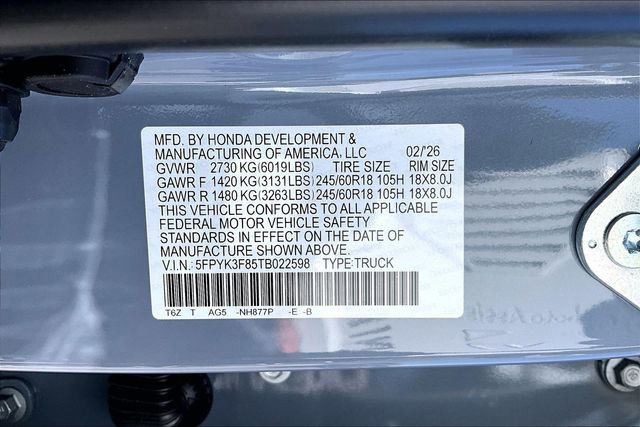 MFD. BY HONDA DEVELOPMENT &
MANUFACTURING OF AMERICA, LLC 02/'26
GVWR 2730 KG(6019LBS) TIRE SIZE RIM SIZE
GAWR F 1420 KG(3131LBS) 245/60R18 105H 18X8.0J
GAWR R 1480 KG(3263LBS) 245/60R18 105H 18X8.0J
THIS VEHICLE CONFORMS TO ALL APPLICABLE
FEDERAL MOTOR VEHICLE SAFETY
STANDARDS IN EFFECT ON THE DATE OF
MANUFACTURE SHOWN ABOVE.
V.I.N.: 5FPYK3F85TB022598 TYPE:TRUCK
T6Z T AG5 -NH877P -E -B